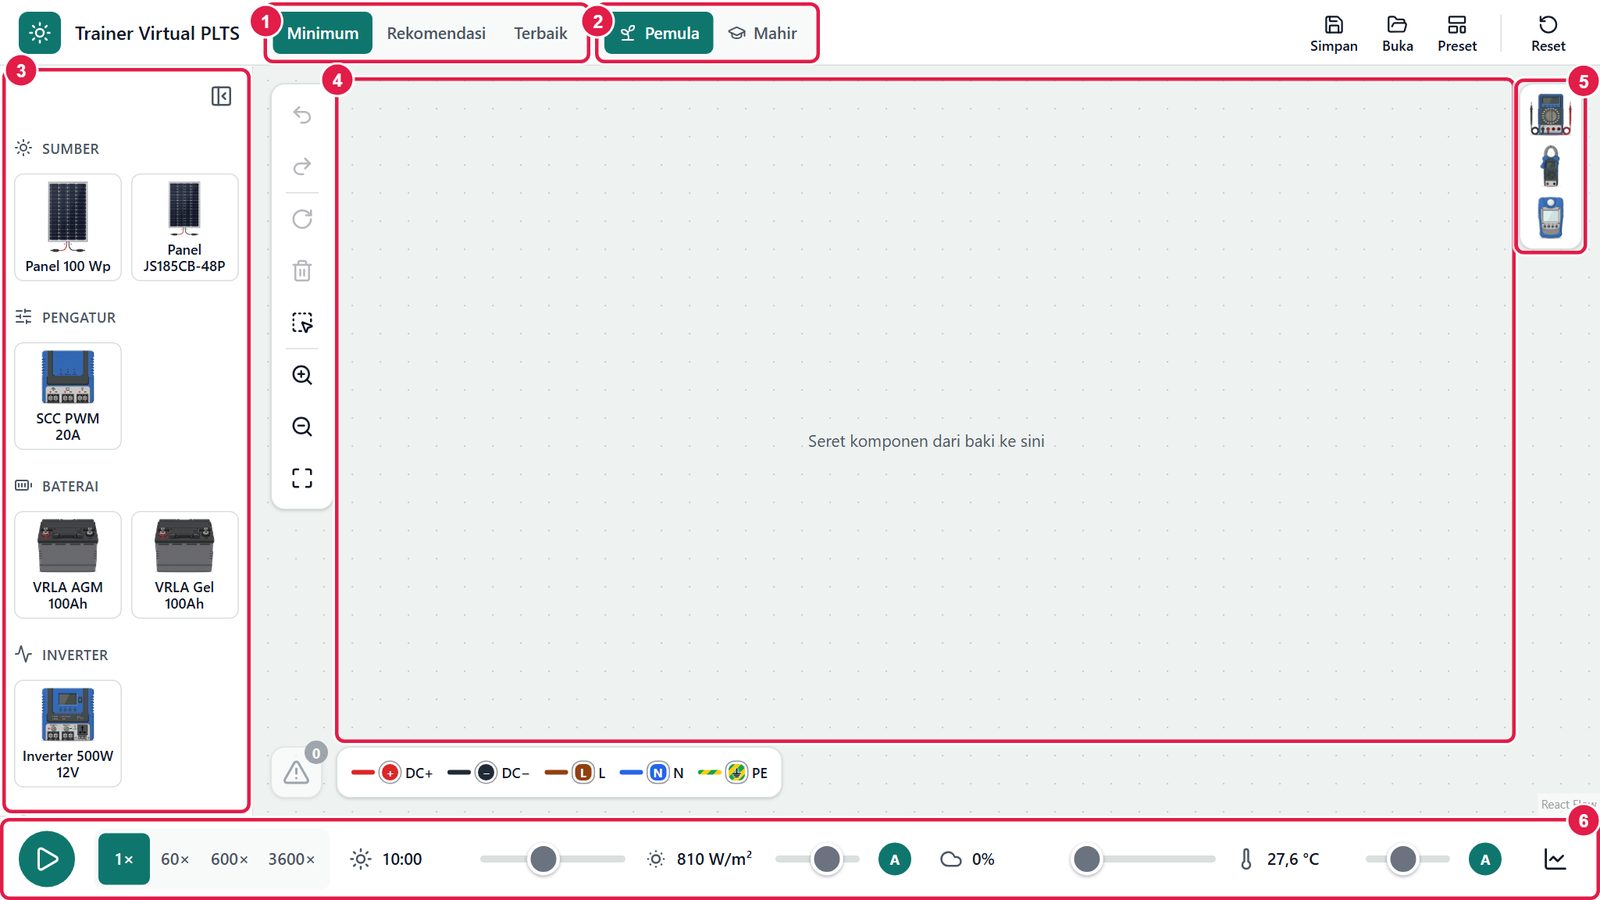 Trainer Virtual PLTS
1
Minimum
Rekomendasi
Terbaik
2
Pemula
Mahir
Simpan
Buka
Preset
Reset
3
SUMBER
Panel 100 Wp
Panel
JS185CB-48P
PENGATUR
SCC PWM
20A
BATERAI
VRLA AGM
100Ah
VRLA Gel
100Ah
INVERTER
Inverter 500W
12V
4
Seret komponen dari baki ke sini
5
0
+ DC+
− DC−
L L
N N
PE
React Flow
6
1×
60×
600×
3600×
10:00
810 W/m²
A
0%
27,6 °C
A